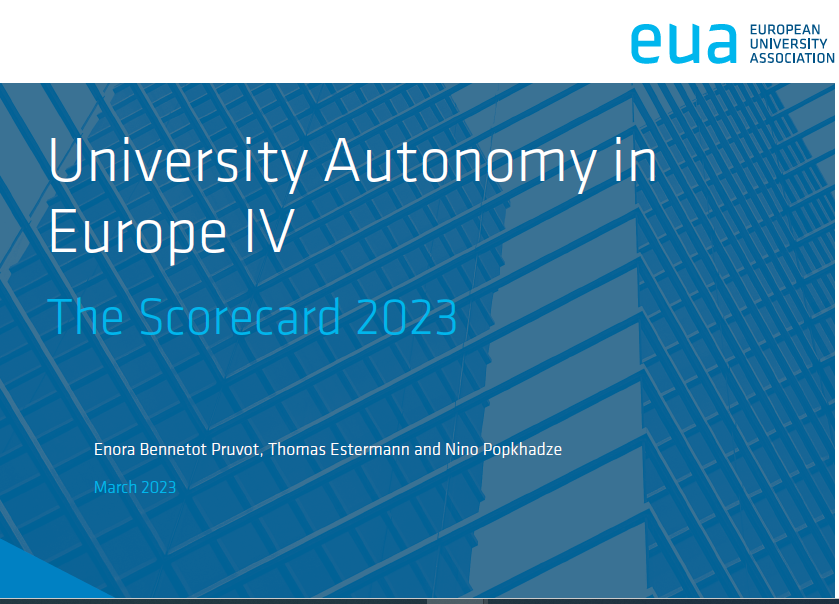 eua EUROPEAN
UNIVERSITY
ASSOCIATION
University Autonomy in
Europe IV
The Scorecard 2023
Enora Bennetot Pruvot, Thomas Estermann and Nino Popkhadze
March 2023